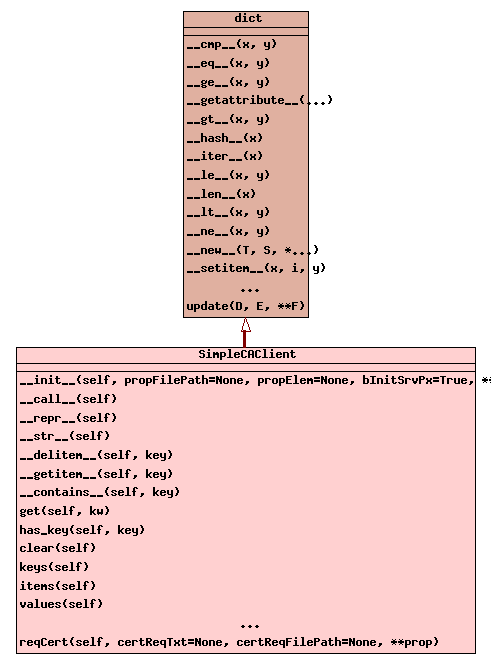 dict
__cmp__(x, y)
__eq__(x, y)
__ge__(x, y)
__getattribute__(...)
__gt__(x, y)
__hash__(x)
__iter__(x)
__le__(x, y)
__len__(x)
__lt__(x, y)
__ne__(x, y)
__new__(T, S, *...)
__setitem__(x, i, y)
...
update(D, E, **F)
SimpleCAClient
__init__(self, propFilePath=None, propElem=None, bInitSrvPx=True, **
__call__(self)
__repr__(self)
__str__(self)
__delitem__(self, key)
__getitem__(self, key)
__contains__(self, key)
get(self, kw)
has_key(self, key)
clear(self)
keys(self)
items(self)
values(self)
...
reqCert(self, certReqTxt=None, certReqFilePath=None, **prop)